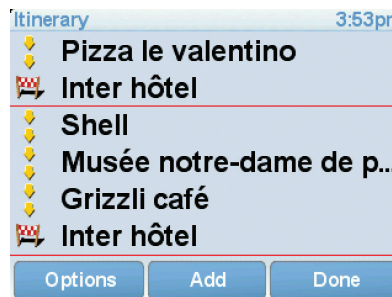 Itinerary 3:53pm
Pizza le valentino
Inter hôtel
Shell
Musée notre-dame de p...
Grizzli café
Inter hôtel
Options Add Done